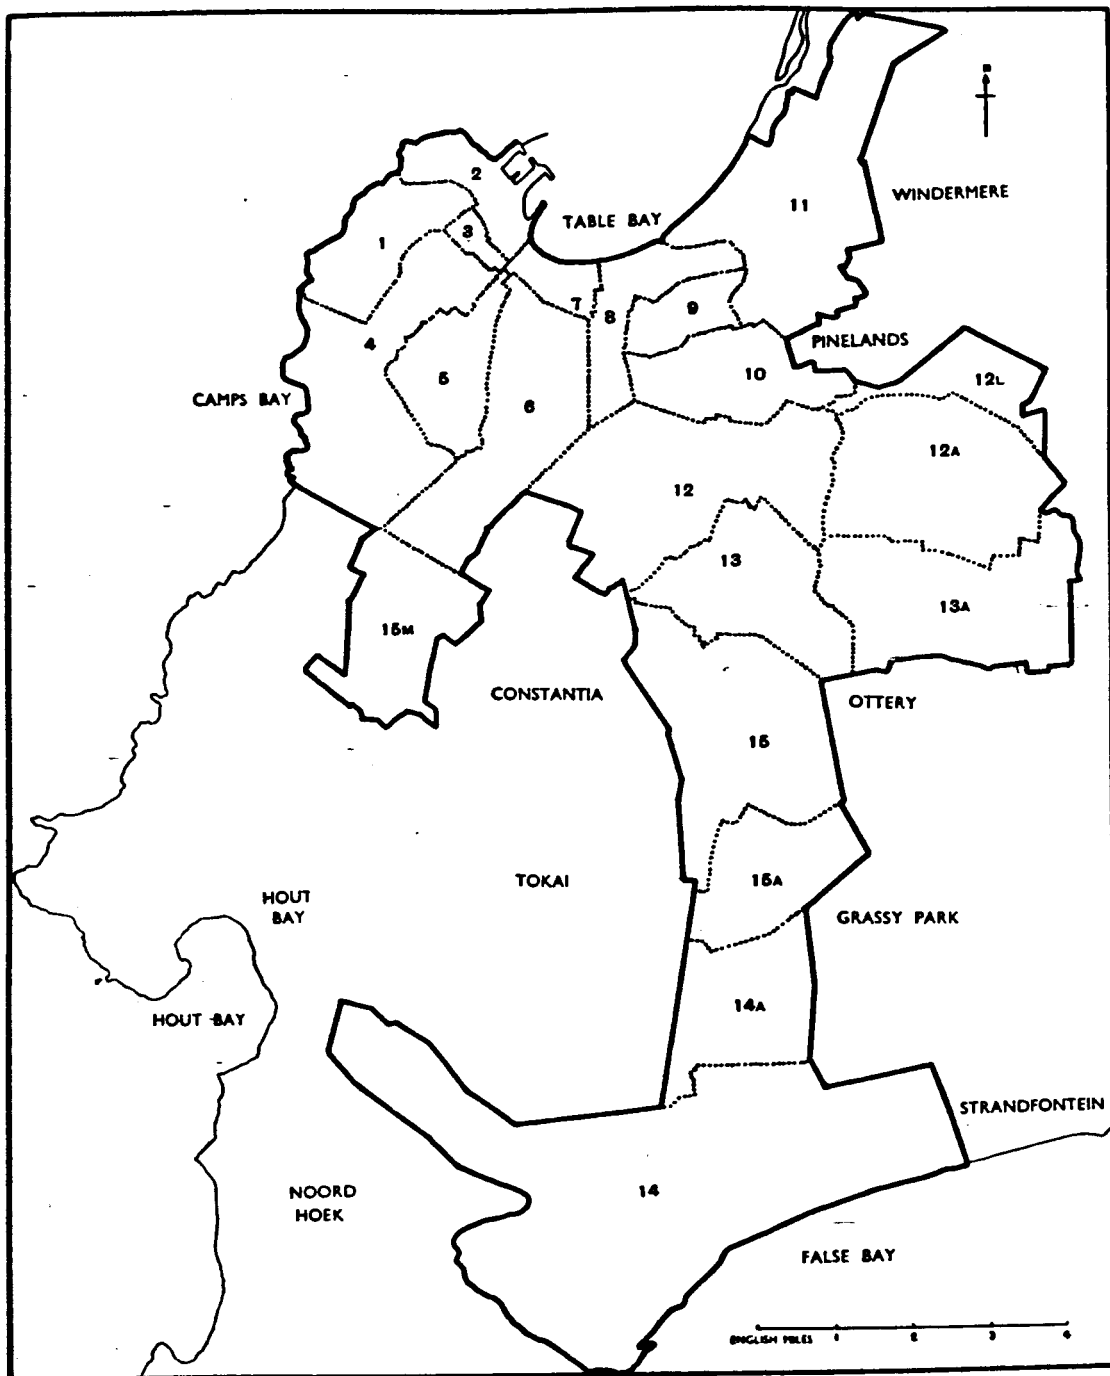 N
2
WINDERMERE
11
TABLE BAY
1
3
7
8
9
PINELANDS
4
5
10
12L
CAMPS BAY
6
12A
12
13
13A
15M
CONSTANTIA
OTTERY
15
TOKAI
15A
HOUT
BAY
GRASSY PARK
14A
HOUT BAY
STRANDFONTEIN
NOORD
HOEK
14
FALSE BAY
ENGLISH MILES 1 2 3 4